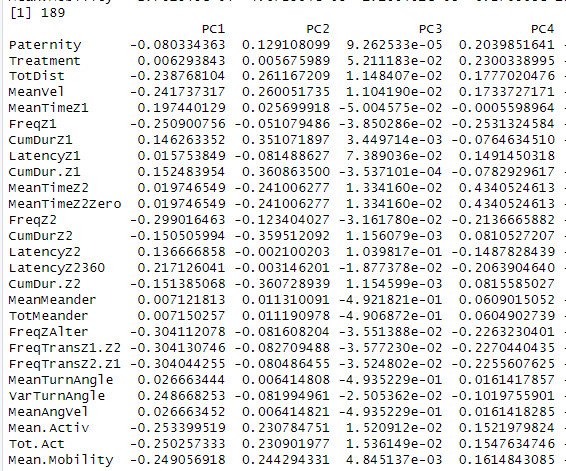 [1] 189
PC1 PC2 PC3 PC4
Paternity -0.080334363 0.129108099 9.262533e-05 0.2039851641
Treatment 0.006293843 0.005675989 5.211183e-02 0.2300338995
TotDist -0.238768104 0.261167209 1.148407e-02 0.1777020476
MeanVel -0.241737317 0.260051735 1.104190e-02 0.1733727171
MeanTimeZ1 0.197440129 0.025699918 -5.004575e-02 -0.0005598964
FreqZ1 -0.250900756 -0.051079486 -3.850286e-02 -0.2531324584
CumDurZ1 0.146263352 0.351071897 3.449714e-03 -0.0764634510
LatencyZ1 0.015753849 -0.081488627 7.389036e-02 0.1491450318
CumDur.Z1 0.152483954 0.360863500 -3.537101e-04 -0.0782929617
MeanTimeZ2 0.019746549 -0.241006277 1.334160e-02 0.4340524613
MeanTimeZ2Zero 0.019746549 -0.241006277 1.334160e-02 0.4340524613
FreqZ2 -0.299016463 -0.123404027 -3.161780e-02 -0.2136665882
CumDurZ2 -0.150505994 -0.359512092 1.156079e-03 0.0810527207
LatencyZ2 0.136666858 -0.002100203 1.039817e-01 -0.1487828439
LatencyZ2360 0.217126041 -0.003146201 -1.877378e-02 -0.2063904640
CumDur.Z2 -0.151385068 -0.360728939 1.154599e-03 0.0815585027
MeanMeander 0.007121813 0.011310091 -4.921821e-01 0.0609015052
TotMeander 0.007150257 0.011190978 -4.906872e-01 0.0604902739
FreqZAlter -0.304112078 -0.081608204 -3.551388e-02 -0.2263230401
FreqTransZ1.Z2 -0.304130746 -0.082709488 -3.577230e-02 -0.2270440435
FreqTransZ2.Z1 -0.304044255 -0.080486455 -3.524802e-02 -0.2255607625
MeanTurnAngle 0.026663444 0.006414808 -4.935229e-01 0.0161417857
VarTurnAngle 0.248668253 -0.081994961 -2.505362e-02 -0.1019755901
MeanAngVel 0.026663452 0.006414821 -4.935229e-01 0.0161418285
Mean.Activ -0.253399519 0.230784751 1.520912e-02 0.1521979824
Tot.Act -0.250257333 0.230901977 1.536149e-02 0.1547634746
Mean.Mobility -0.249056918 0.244294331 4.845137e-03 0.1614843085